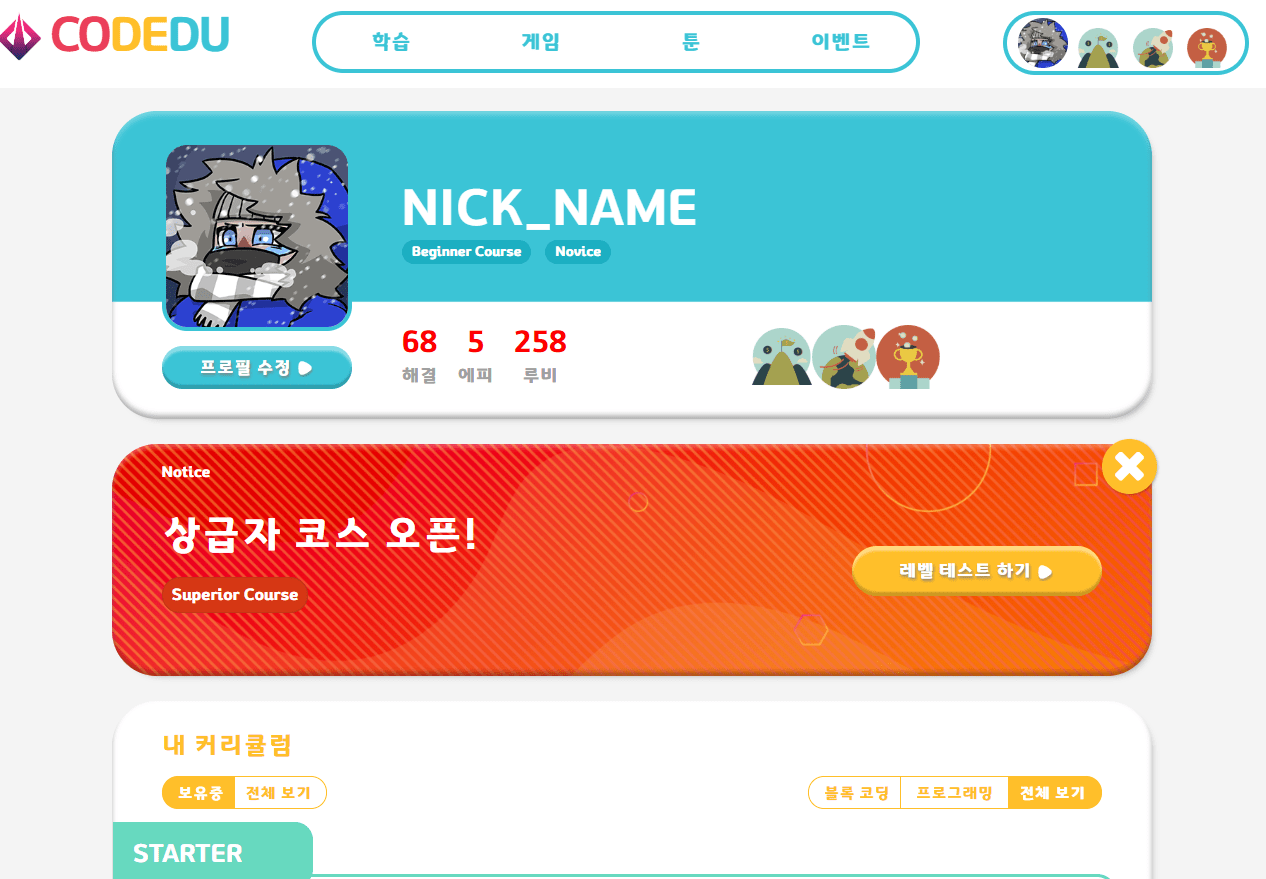 CODEDU
학습 게임 툰 이벤트
NICK_NAME
Beginner Course Novice
프로필 수정
68 5 258
해결 에피 루비
Notice
상급자 코스 오픈!
Superior Course
레벨 테스트 하기
내 커리큘럼
보유중 전체 보기 블록 코딩 프로그래밍 전체 보기
STARTER